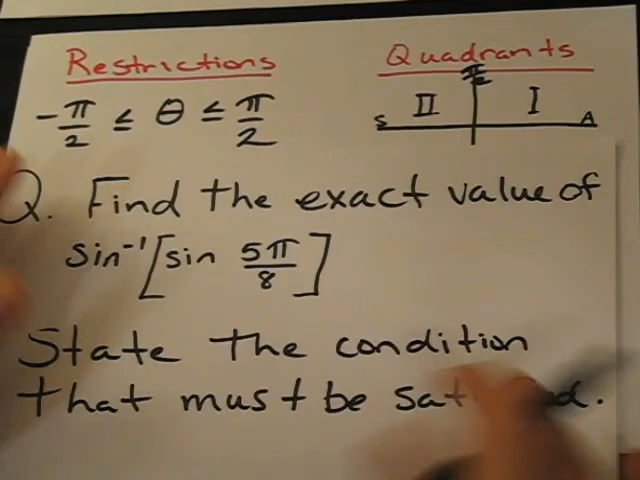 Restrictions
Quadrants
-π/2 ≤ θ ≤ π/2
π/2
S II I A
Q. Find the exact value of
sin⁻¹[sin 5π/8]
State the condition
that must be